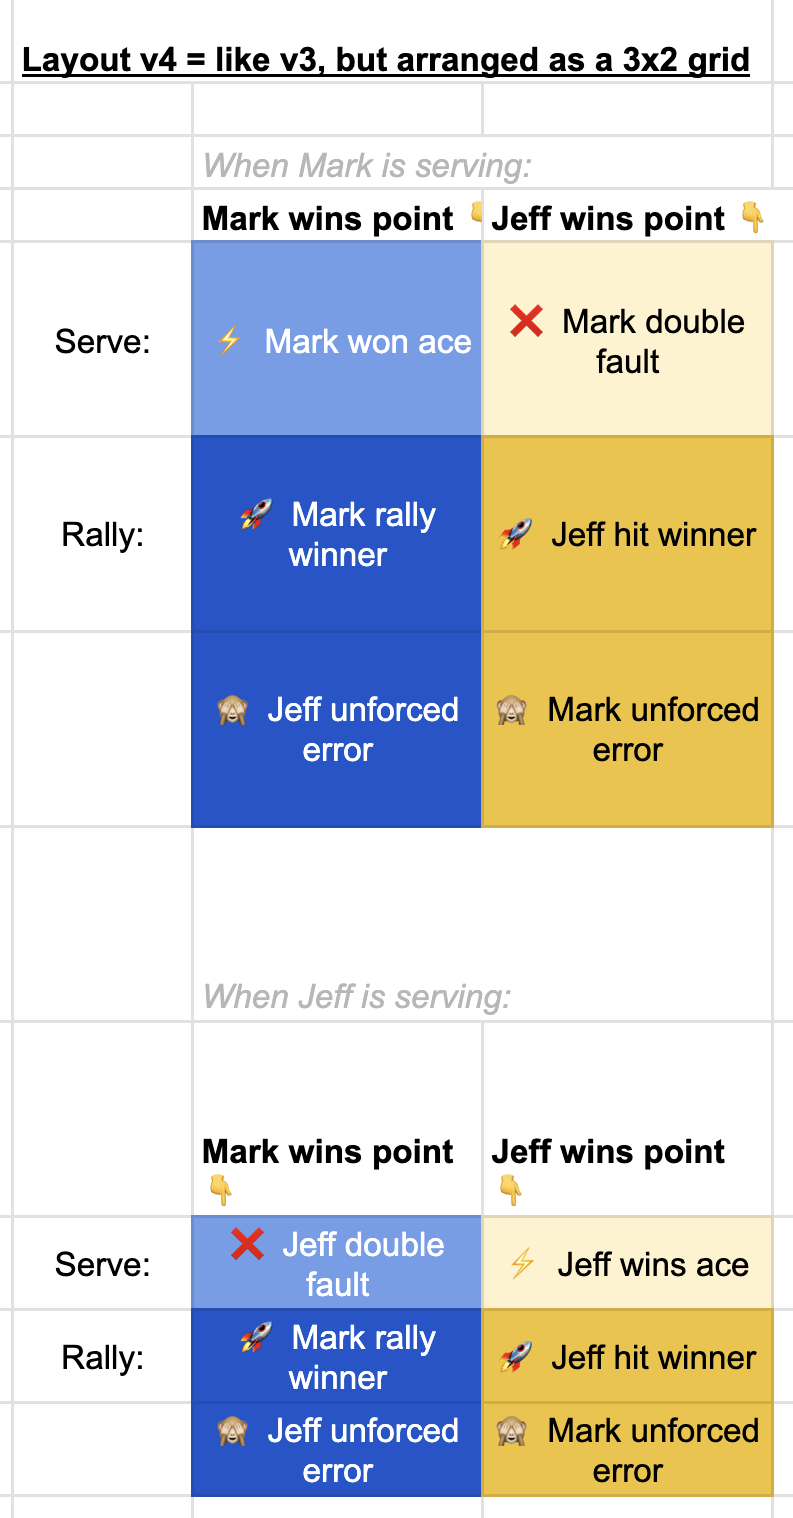 Layout v4 = like v3, but arranged as a 3x2 grid
When Mark is serving:
Mark wins point 👇 Jeff wins point 👇
Serve: ⚡ Mark won ace ❌ Mark double
fault
Rally: 🚀 Mark rally
winner 🚀 Jeff hit winner
🙈 Jeff unforced
error 🙈 Mark unforced
error
When Jeff is serving:
Mark wins point
👇 Jeff wins point
👇
Serve: ❌ Jeff double
fault ⚡ Jeff wins ace
Rally: 🚀 Mark rally
winner 🚀 Jeff hit winner
🙈 Jeff unforced
error 🙈 Mark unforced
error